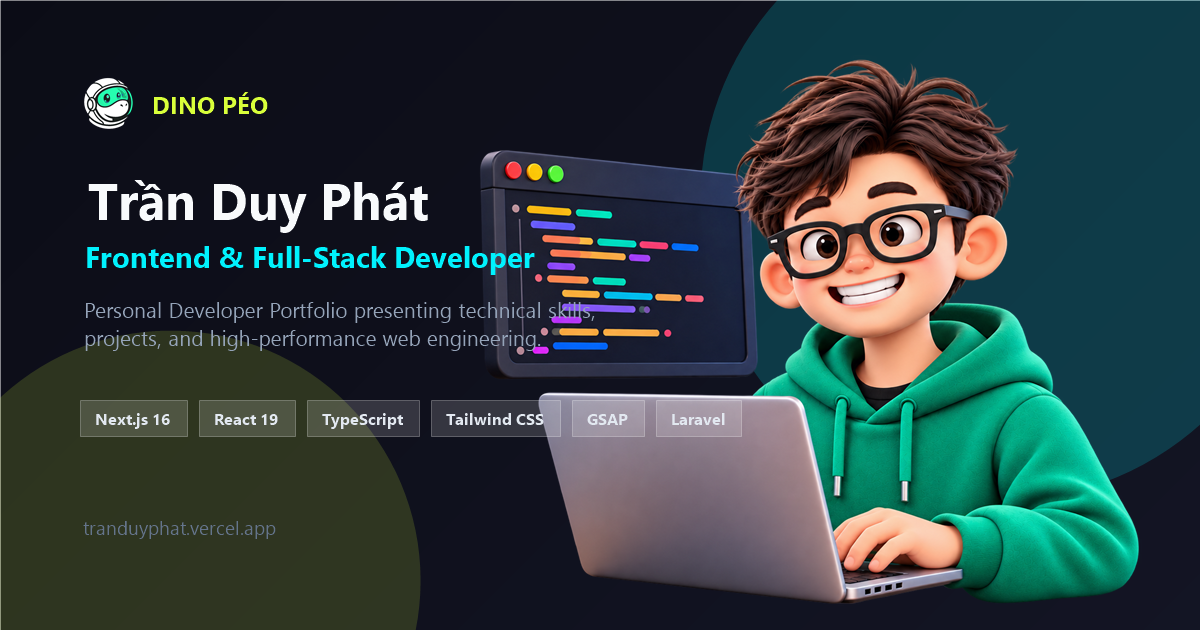 DINO PÉO
Trần Duy Phát
Frontend & Full-Stack Developer
Personal Developer Portfolio presenting technical skills,
projects, and high-performance web engineering.
Next.js 16 React 19 TypeScript Tailwind CSS GSAP Laravel
tranduyphat.vercel.app